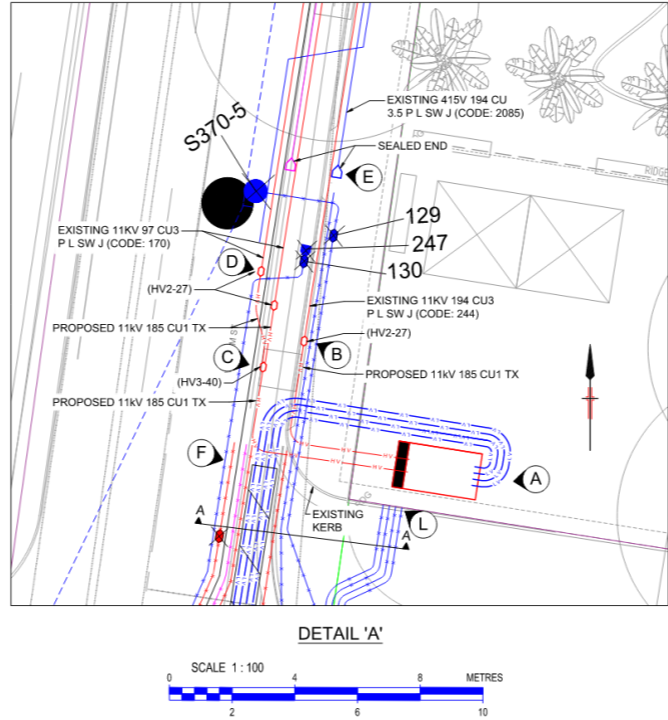 EXISTING 415V 194 CU
3.5 P L SW J (CODE: 2085)
S370-5
SEALED END
RIDGE
E
129
EXISTING 11KV 97 CU3
P L SW J (CODE: 170)
247
D
130
(HV2-27)
EXISTING 11KV 194 CU3
P L SW J (CODE: 244)
PROPOSED 11kV 185 CU1 TX
(HV2-27)
C
B
(HV3-40)
PROPOSED 11kV 185 CU1 TX
PROPOSED 11kV 185 CU1 TX
F
A
EXISTING
KERB
L
A
A
DETAIL 'A'
SCALE 1 : 100
0 4 8 METRES
2 6 10